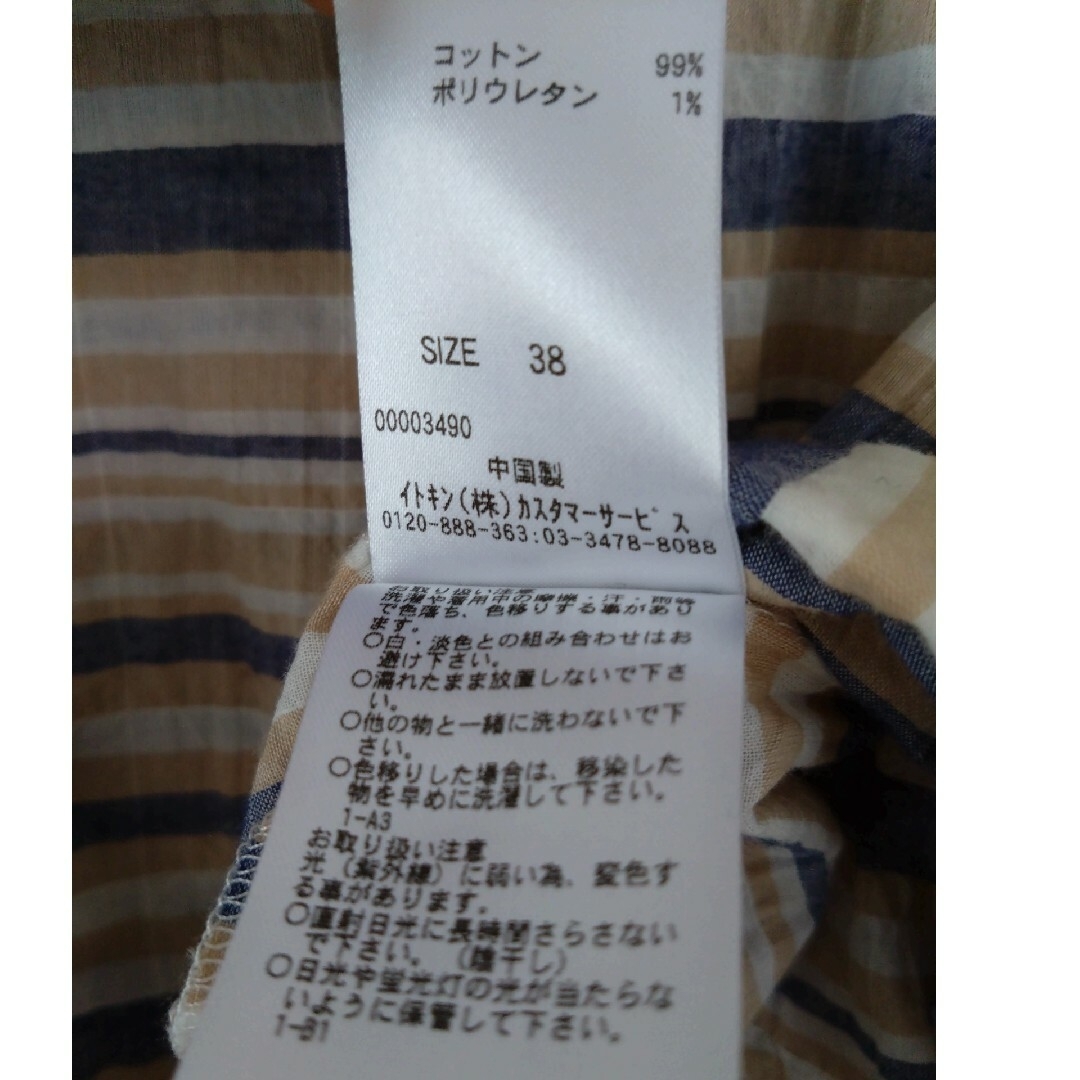 コットン 99%
ポリウレタン 1%
SIZE 38
00003490
中国製
イトキン(株)カスタマーサービス
0120-888-363:03-3478-8088
お取り扱い注意
洗濯や着用中の摩擦・汗・雨等
で色落ち、色移りする事があり
ます。
○白・淡色との組み合わせはお
避け下さい。
○濡れたまま放置しないで下さ
い。
○他の物と一緒に洗わないで下
さい。
○色移りした場合は、移染した
物を早めに洗濯して下さい。
1-A3
お取り扱い注意
光(紫外線)に弱い為、変色す
る事があります。
○直射日光に長時間さらさない
で下さい。(陰干し)
○日光や蛍光灯の光が当たらな
いように保管して下さい。
1-B1